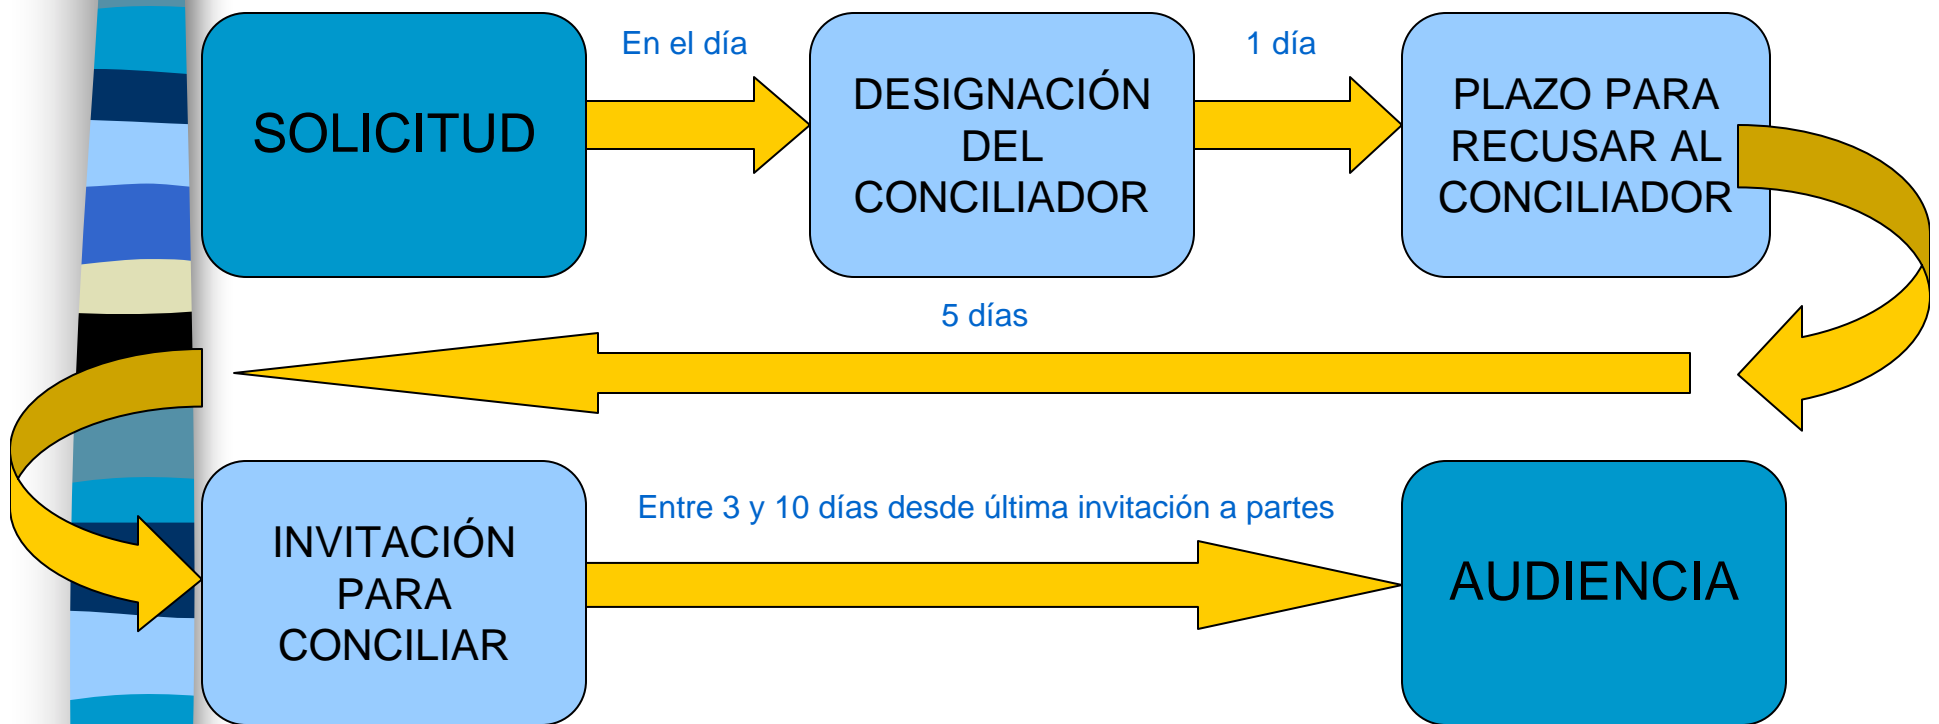 En el día
1 día
SOLICITUD
DESIGNACIÓN
DEL
CONCILIADOR
PLAZO PARA
RECUSAR AL
CONCILIADOR
5 días
INVITACIÓN
PARA
CONCILIAR
Entre 3 y 10 días desde última invitación a partes
AUDIENCIA